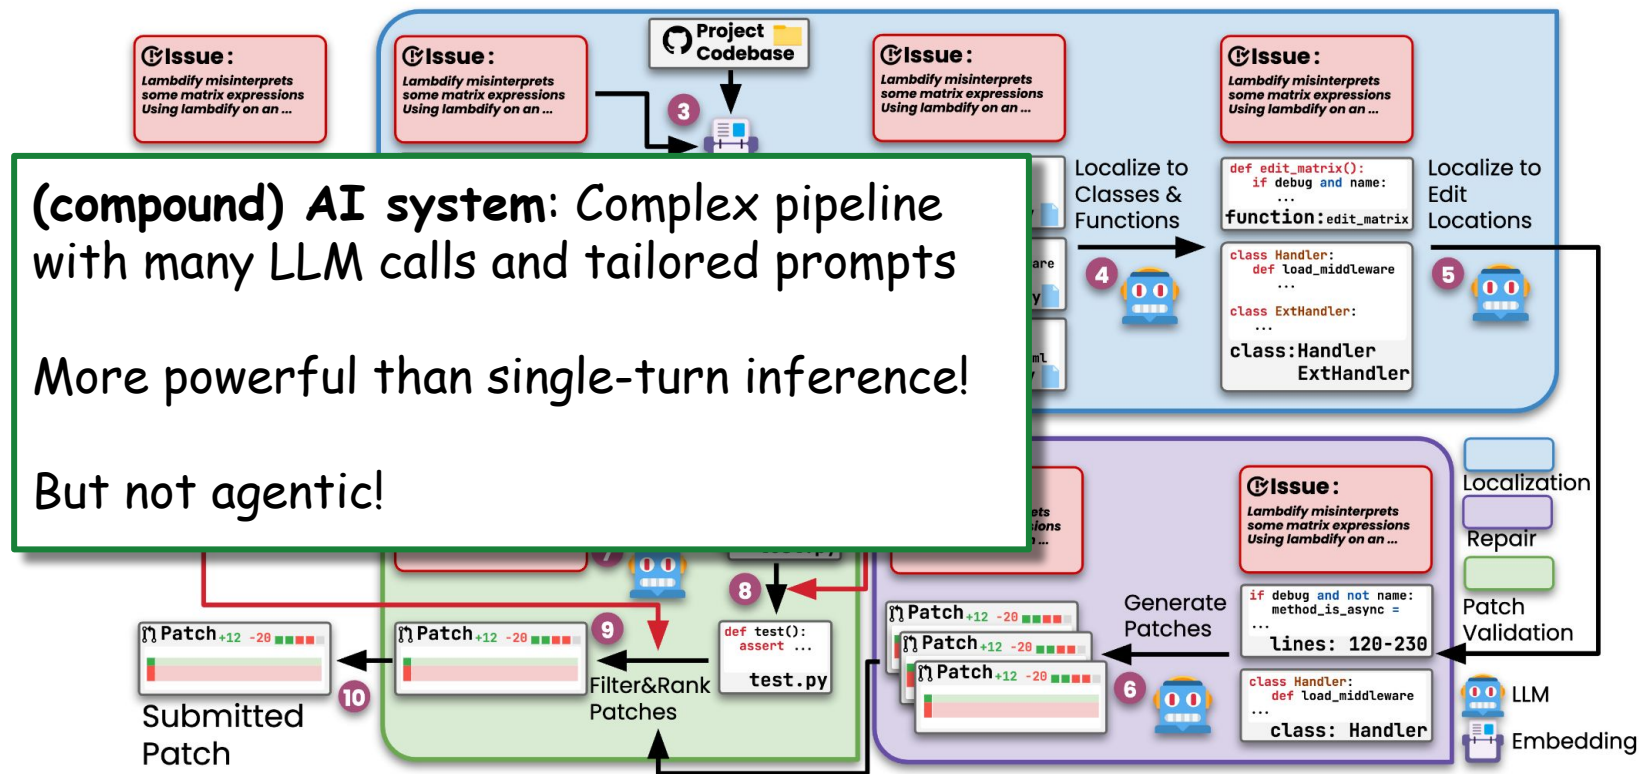 Issue:
Lambdify misinterprets
some matrix expressions
Using lambdify on an ...
Issue:
Lambdify misinterprets
some matrix expressions
Using lambdify on an ...
Project
Codebase
3
Issue:
Lambdify misinterprets
some matrix expressions
Using lambdify on an ...
Issue:
Lambdify misinterprets
some matrix expressions
Using lambdify on an ...
(compound) AI system: Complex pipeline
with many LLM calls and tailored prompts
More powerful than single-turn inference!
But not agentic!
Localize to
Classes &
Functions
4
def edit_matrix():
if debug and name:
...
function:edit_matrix
class Handler:
def load_middleware
...
class ExtHandler:
...
class:Handler
ExtHandler
Localize to
Edit
Locations
5
Localization
Repair
Patch
Validation
LLM
Embedding
Issue:
Lambdify misinterprets
some matrix expressions
Using lambdify on an ...
if debug and not name:
method_is_async =
...
lines: 120-230
class Handler:
def load_middleware
...
class: Handler
Generate
Patches
6
Patch +12 -20
Patch +12 -20
Patch +12 -20
7
8
def test():
assert ...
test.py
9
Filter&Rank
Patches
Patch +12 -20
10
Patch +12 -20
Submitted
Patch